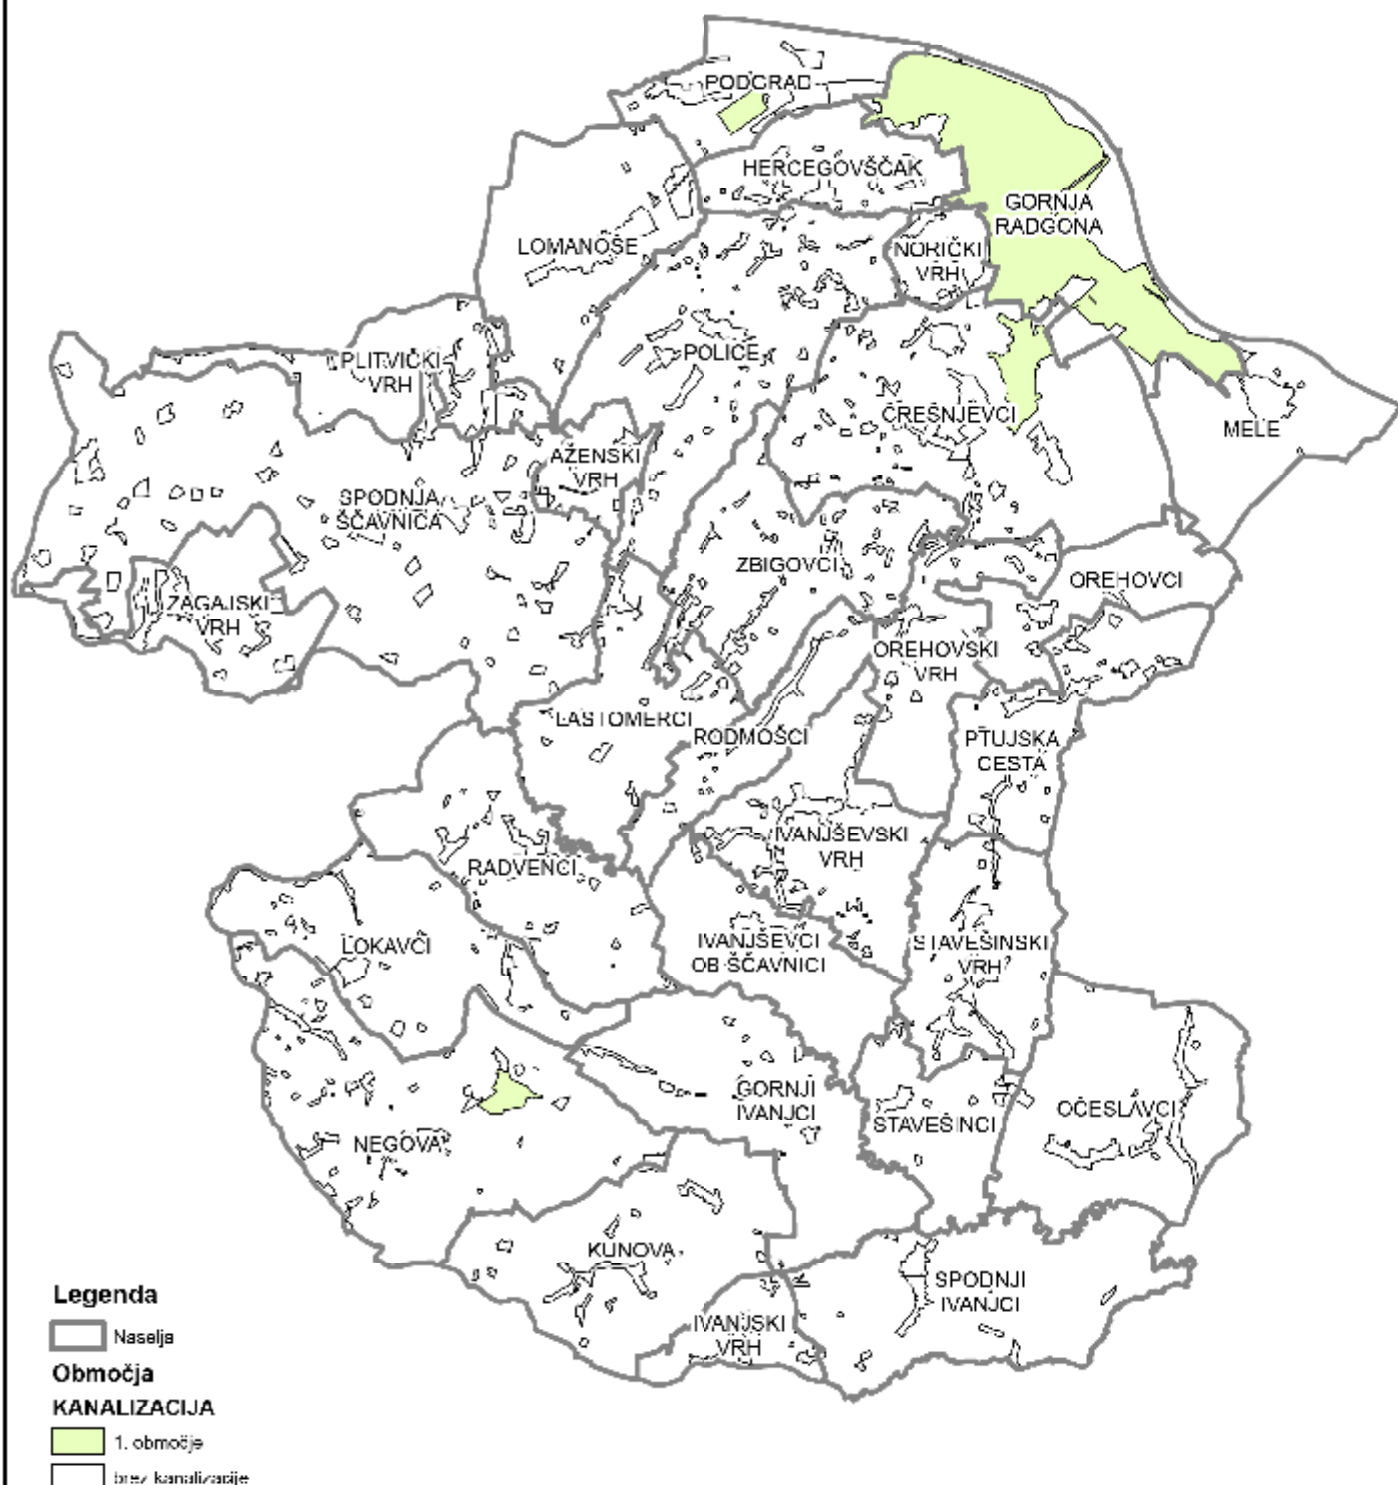 PODGRAD
HERCEGOVŠČAK
GORNJA
RADGONA
LOMANOŠE
NORIČKI
VRH
PLITVIČKI
VRH
POLICE
ČREŠNJEVCI
MELE
AŽENSKI
VRH
SPODNJA
ŠČAVNICA
ZBIGOVCI
OREHOVCI
ZAGAJSKI
VRH
OREHOVSKI
VRH
LASTOMERCI
RODMOŠCI
PTUJSKA
CESTA
IVANJŠEVSKI
VRH
RADVENCI
LOKAVCI
IVANJŠEVCI
OB ŠČAVNICI
STAVEŠINSKI
VRH
GORNJI
IVANJCI
STAVEŠINCI
OČESLAVCI
NEGOVA
KUNOVA
SPODNJI
IVANJCI
IVANJSKI
VRH
Legenda
Naselja
Območja
KANALIZACIJA
1. območje
brez kanalizacije